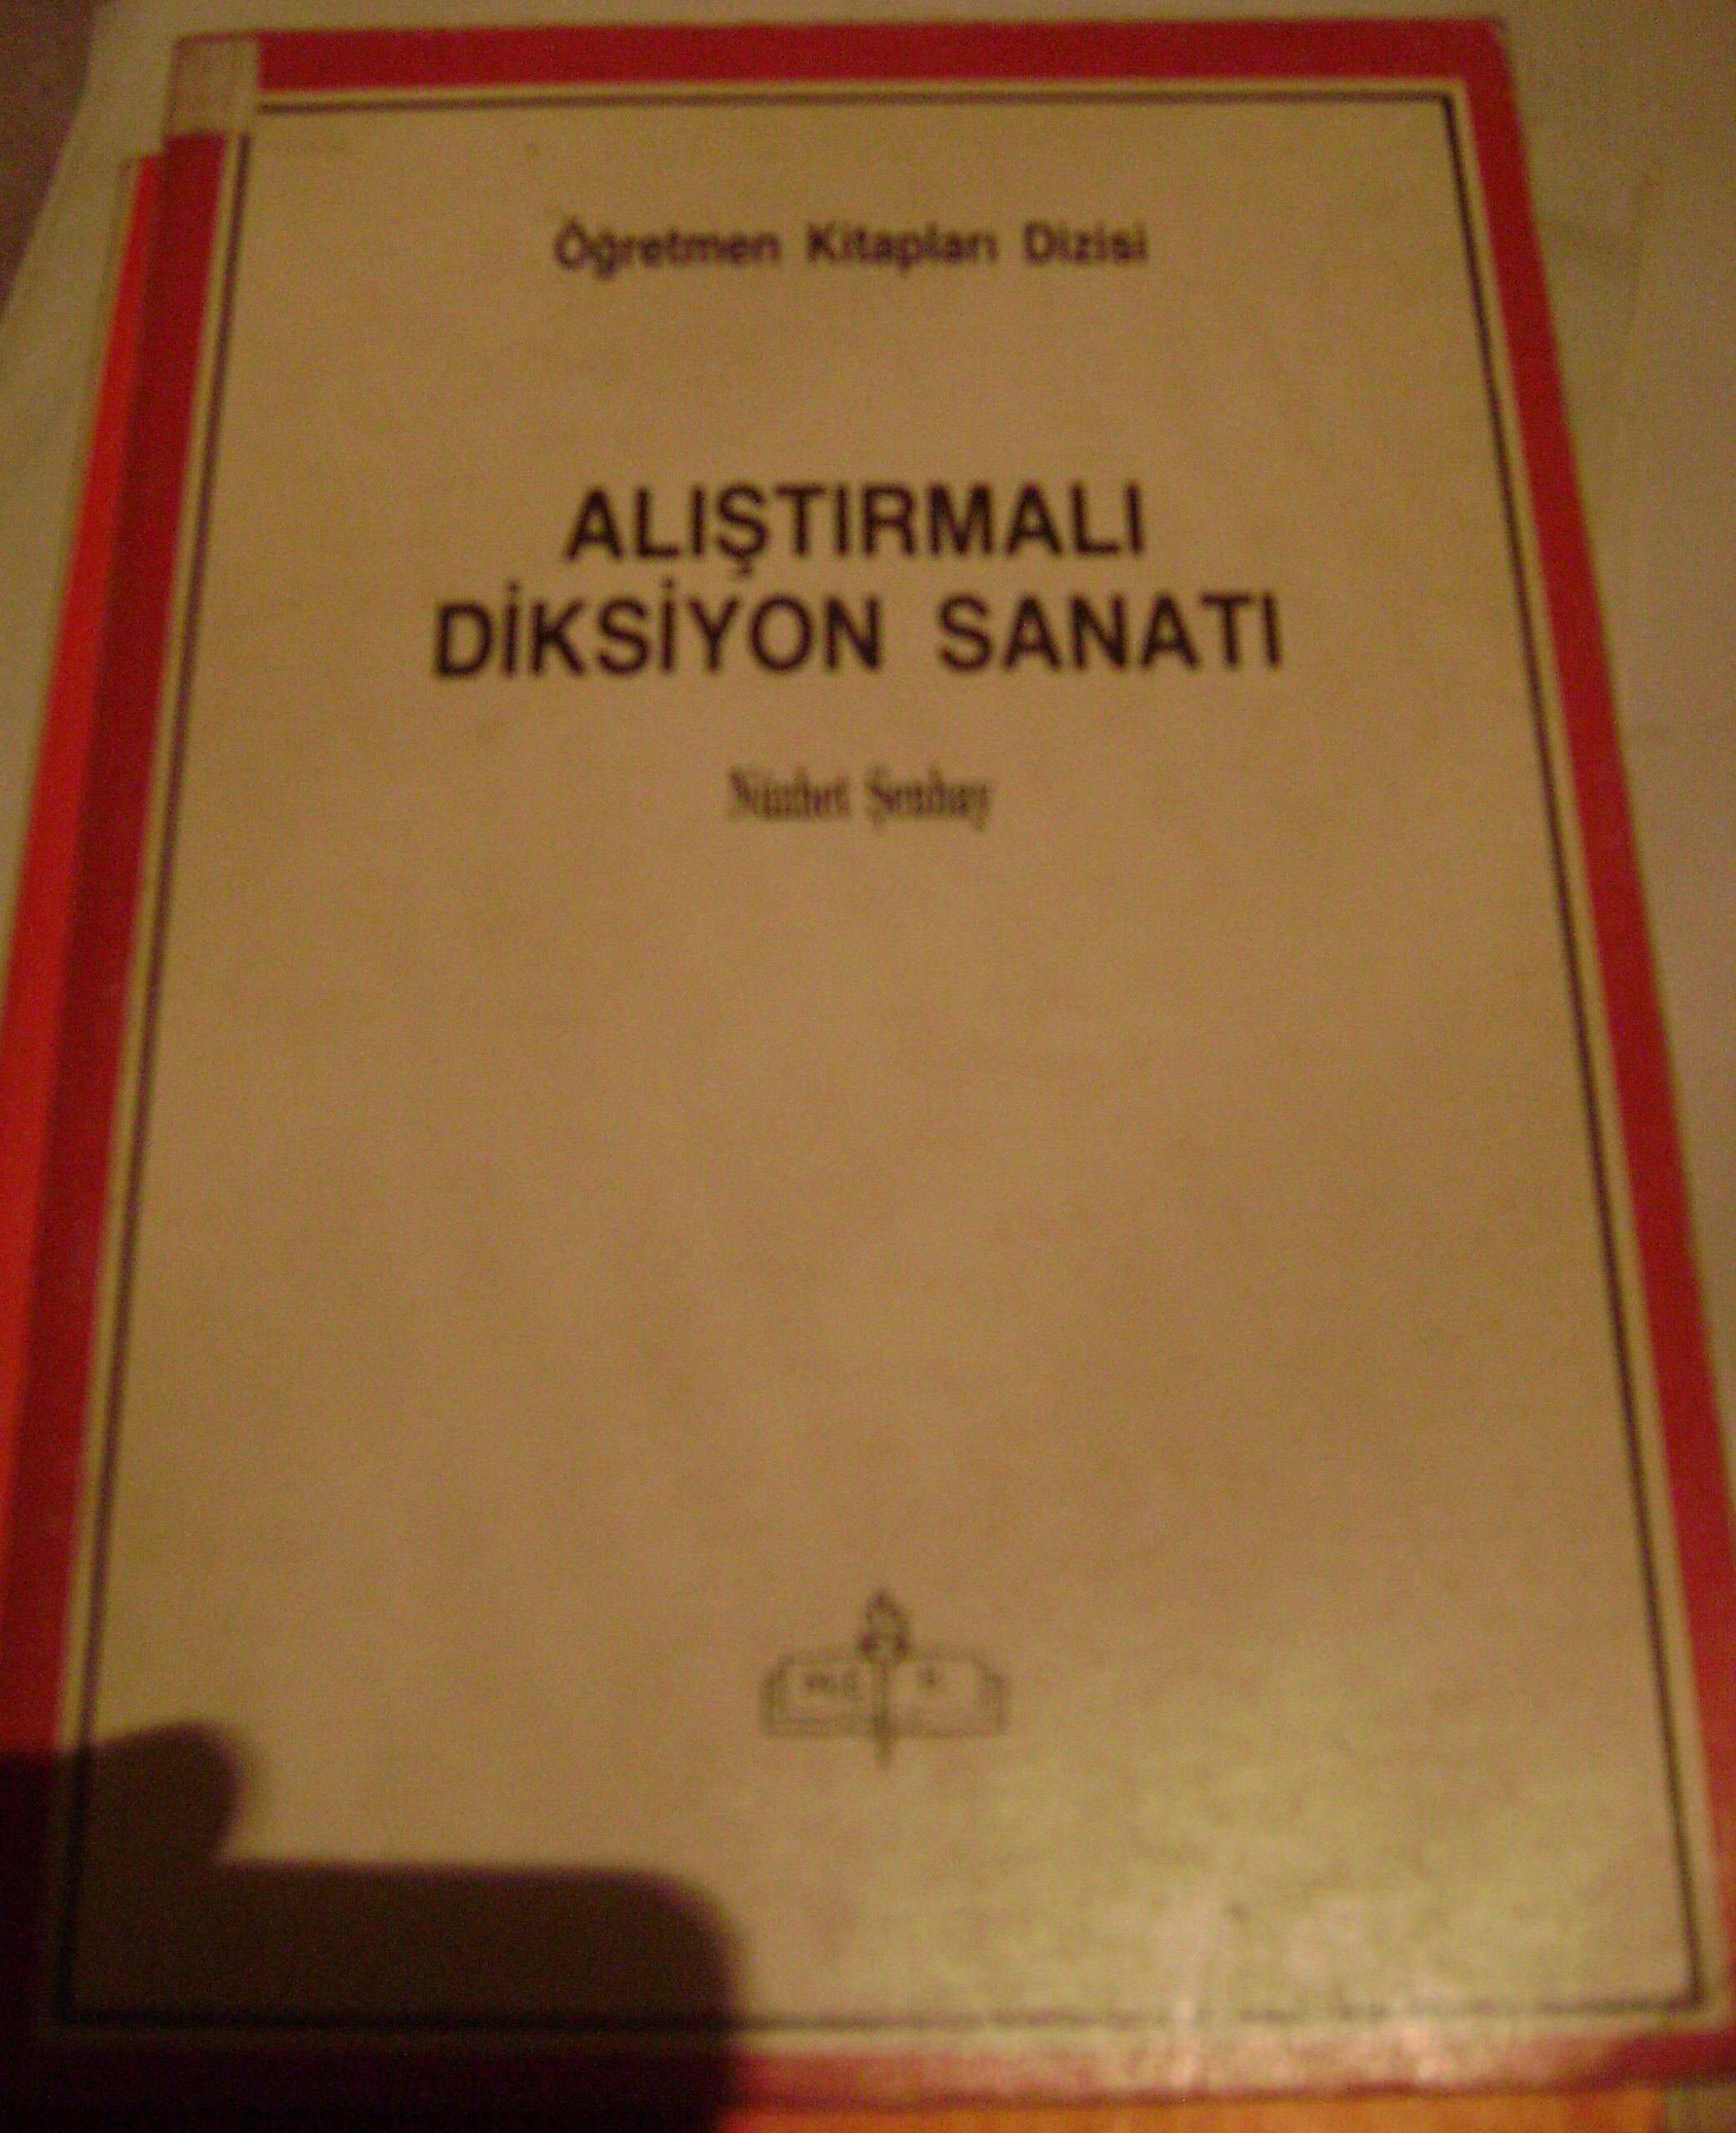 Öğretmen Kitapları Dizisi
ALIŞTIRMALI
DİKSİYON SANATI
Nüzhet Şenbay